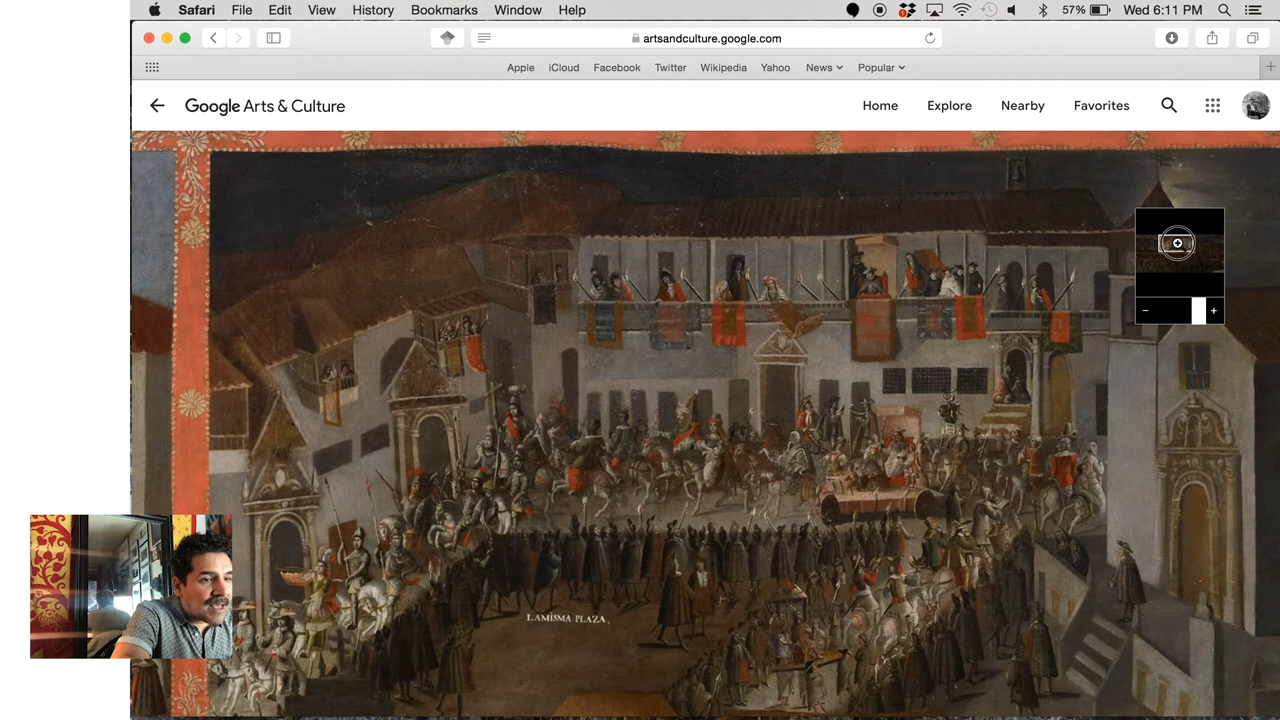 Safari File Edit View History Bookmarks Window Help 57% Wed 6:11 PM
artsandculture.google.com
Apple iCloud Facebook Twitter Wikipedia Yahoo News Popular
Google Arts & Culture Home Explore Nearby Favorites
LAMISMA PLAZA,